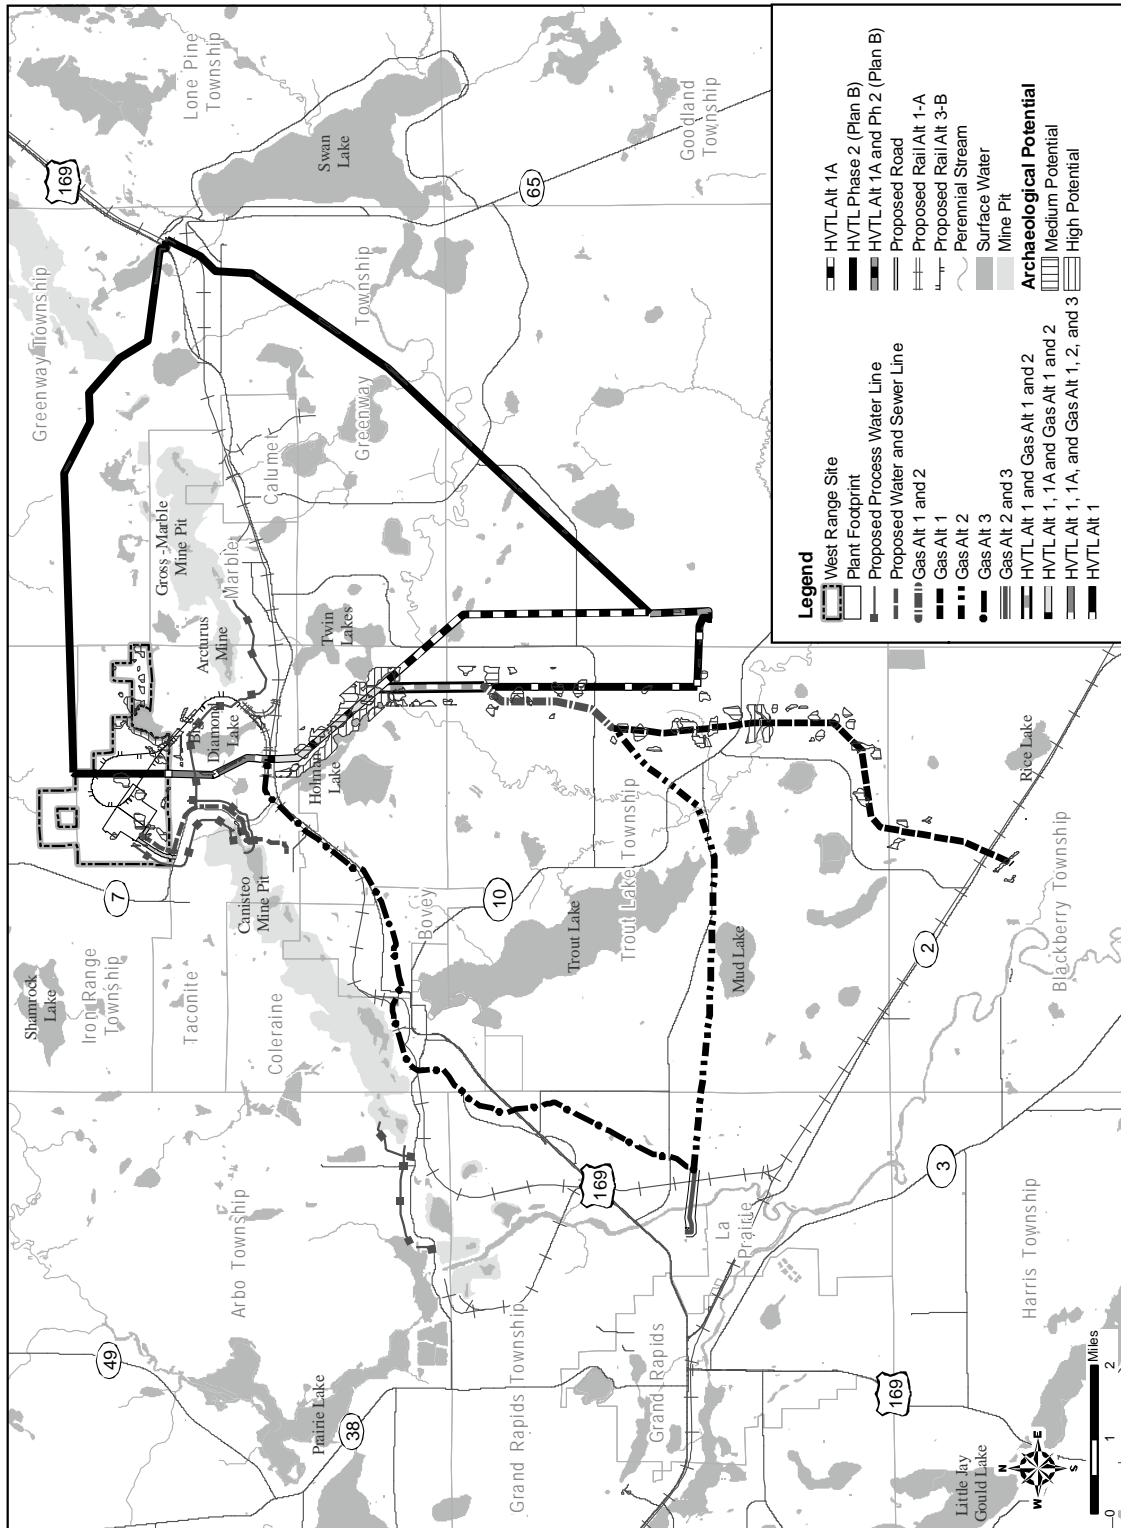 Lone Pine
Township
169
Swan
Lake
Goodland
Township
65
Greenway Township
Greenway
Township
Gross-Marble
Mine Pit
Calumet
Marble
Arcturus
Mine
Twin
Lakes
Big
Diamond
Lake
Holman
Lake
7
Canisteo
Mine Pit
Bovey
10
Trout Lake
Trout Lake Township
Mud Lake
Rice Lake
2
Blackberry Township
Shamrock
Lake
Iron Range
Township
Taconite
Coleraine
Arbo Township
169
La
Prairie
3
Harris Township
49
38
Prairie Lake
Grand Rapids Township
Grand Rapids
169
Little Jay
Gould Lake
N
E
S
W
0
1
2
Miles
Legend
West Range Site
Plant Footprint
Proposed Process Water Line
Proposed Water and Sewer Line
Gas Alt 1 and 2
Gas Alt 1
Gas Alt 2
Gas Alt 3
Gas Alt 2 and 3
HVTL Alt 1 and Gas Alt 1 and 2
HVTL Alt 1, 1A and Gas Alt 1 and 2
HVTL Alt 1, 1A, and Gas Alt 1, 2, and 3
HVTL Alt 1
HVTL Alt 1A
HVTL Phase 2 (Plan B)
HVTL Alt 1A and Ph 2 (Plan B)
Proposed Road
Proposed Rail Alt 1-A
Proposed Rail Alt 3-B
Perennial Stream
Surface Water
Mine Pit
Archaeological Potential
Medium Potential
High Potential